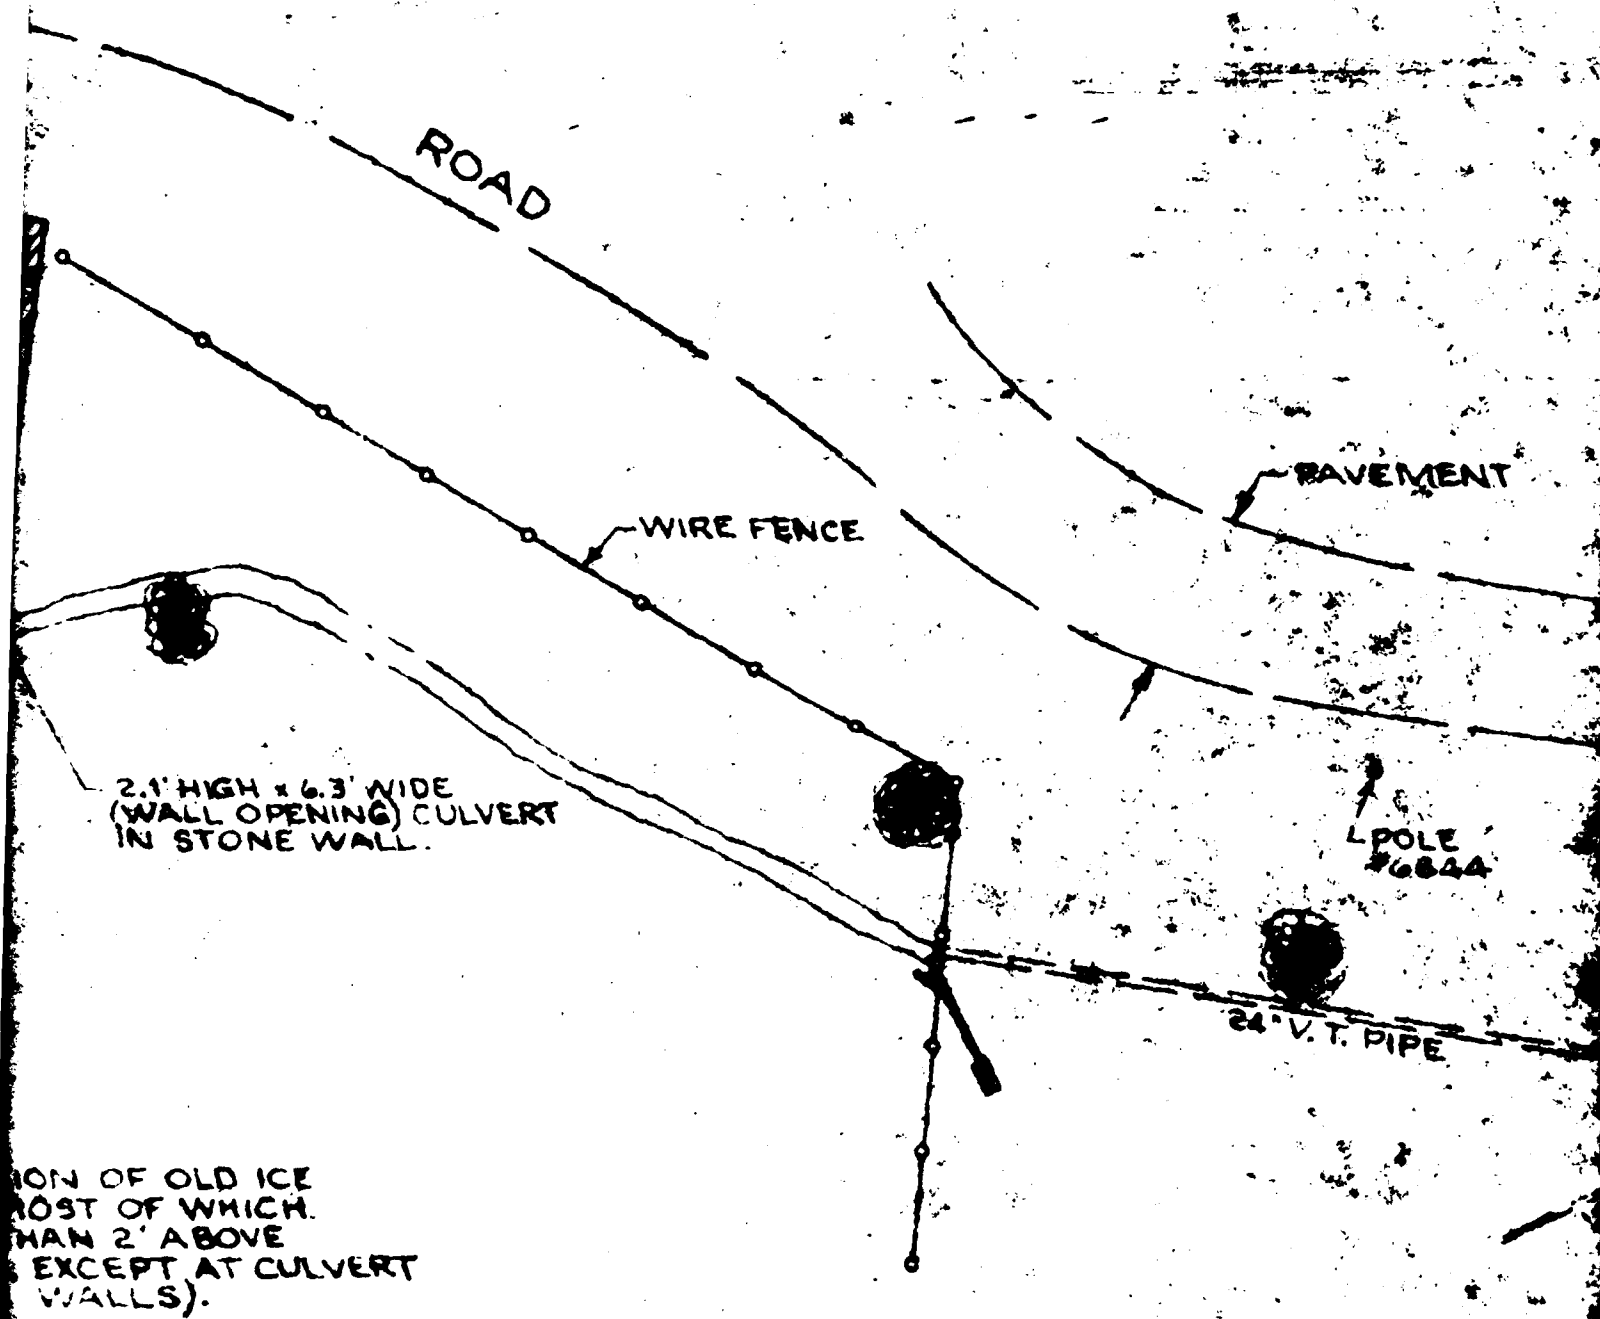 ROAD
PAVEMENT
WIRE FENCE
2.1' HIGH x 6.3' WIDE
(WALL OPENING) CULVERT
IN STONE WALL.
POLE
#6844
24" V.T. PIPE
ION OF OLD ICE
OST OF WHICH
HAN 2' ABOVE
EXCEPT AT CULVERT
WALLS).